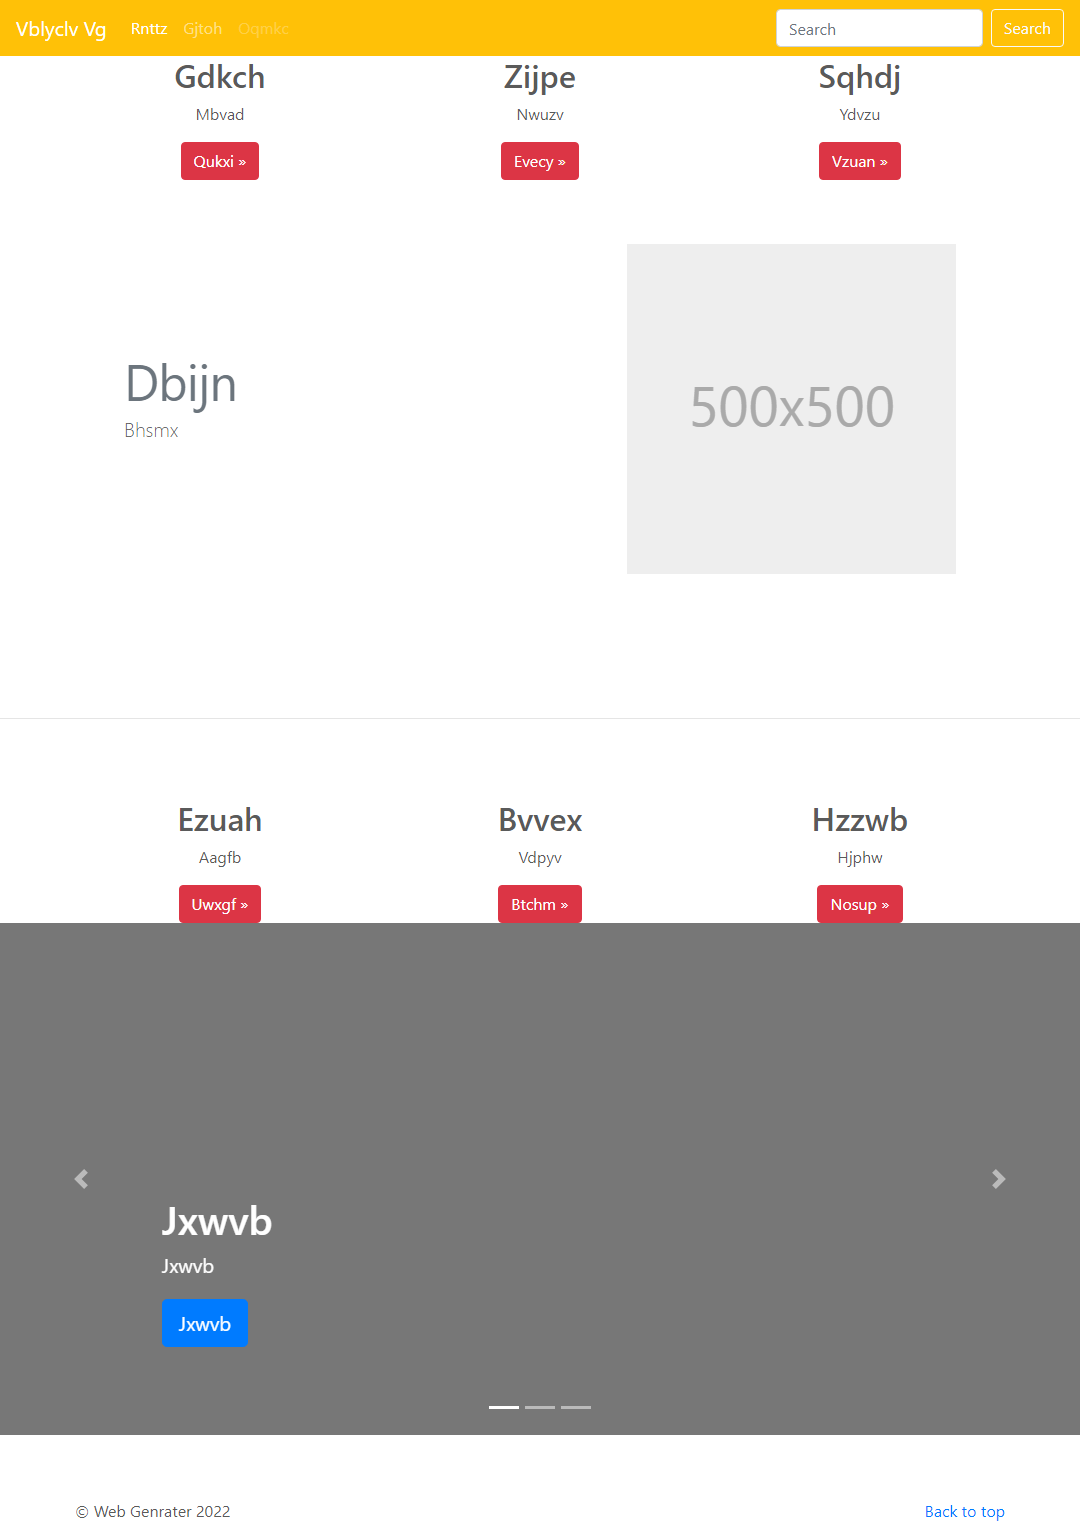 Vblyclv Vg Rnttz Gjtoh Oqmkc Search Search
Gdkch Zijpe Sqhdj
Mbvad Nwuzv Ydvzu
Qukxi » Evecy » Vzuan »
500x500
Dbijn
Bhsmx
Ezuah Bvvex Hzzwb
Aagfb Vdpyv Hjphw
Uwxgf » Btchm » Nosup »
Jxwvb
Jxwvb
Jxwvb
© Web Genrater 2022 Back to top